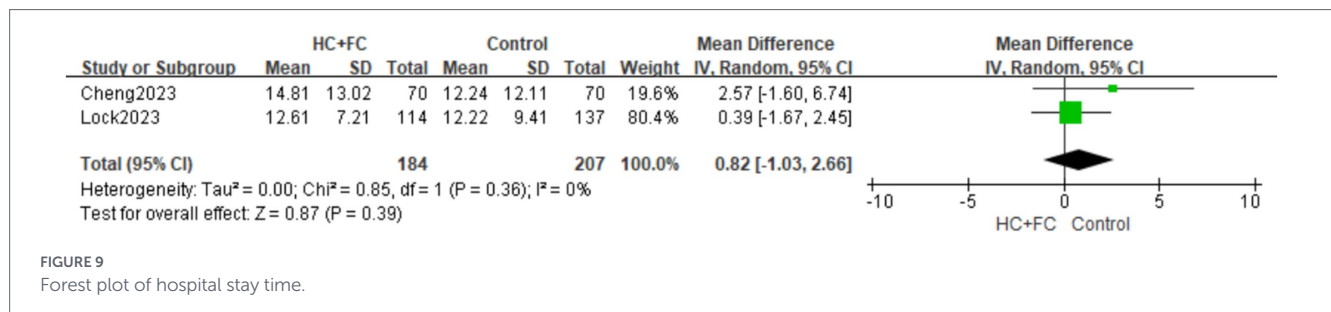 HC+FC Control Mean Difference Mean Difference
Study or Subgroup Mean SD Total Mean SD Total Weight IV, Random, 95% CI IV, Random, 95% CI
Cheng2023 14.81 13.02 70 12.24 12.11 70 19.6% 2.57 [-1.60, 6.74]
Lock2023 12.61 7.21 114 12.22 9.41 137 80.4% 0.39 [-1.67, 2.45]
Total (95% CI) 184 207 100.0% 0.82 [-1.03, 2.66]
Heterogeneity: Tau² = 0.00; Chi² = 0.85, df = 1 (P = 0.36); I² = 0%
Test for overall effect: Z = 0.87 (P = 0.39)
-10 -5 0 5 10
HC+FC Control
FIGURE 9
Forest plot of hospital stay time.